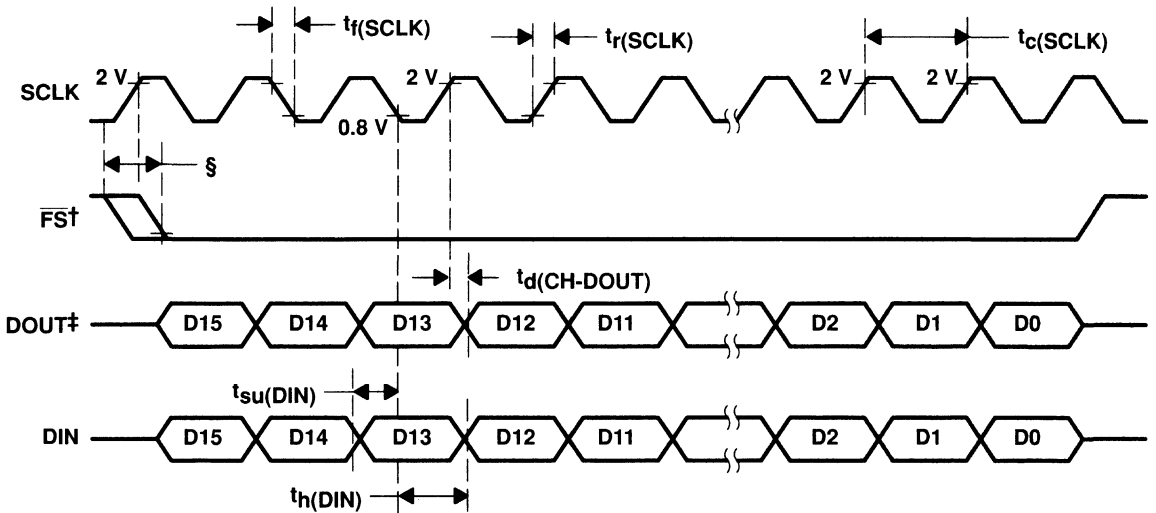 tf(SCLK)
tr(SCLK)
tc(SCLK)
SCLK
2 V
2 V
2 V
2 V
0.8 V
§
FS†
td(CH-DOUT)
DOUT‡
D15
D14
D13
D12
D11
D2
D1
D0
tsu(DIN)
DIN
D15
D14
D13
D12
D11
D2
D1
D0
th(DIN)